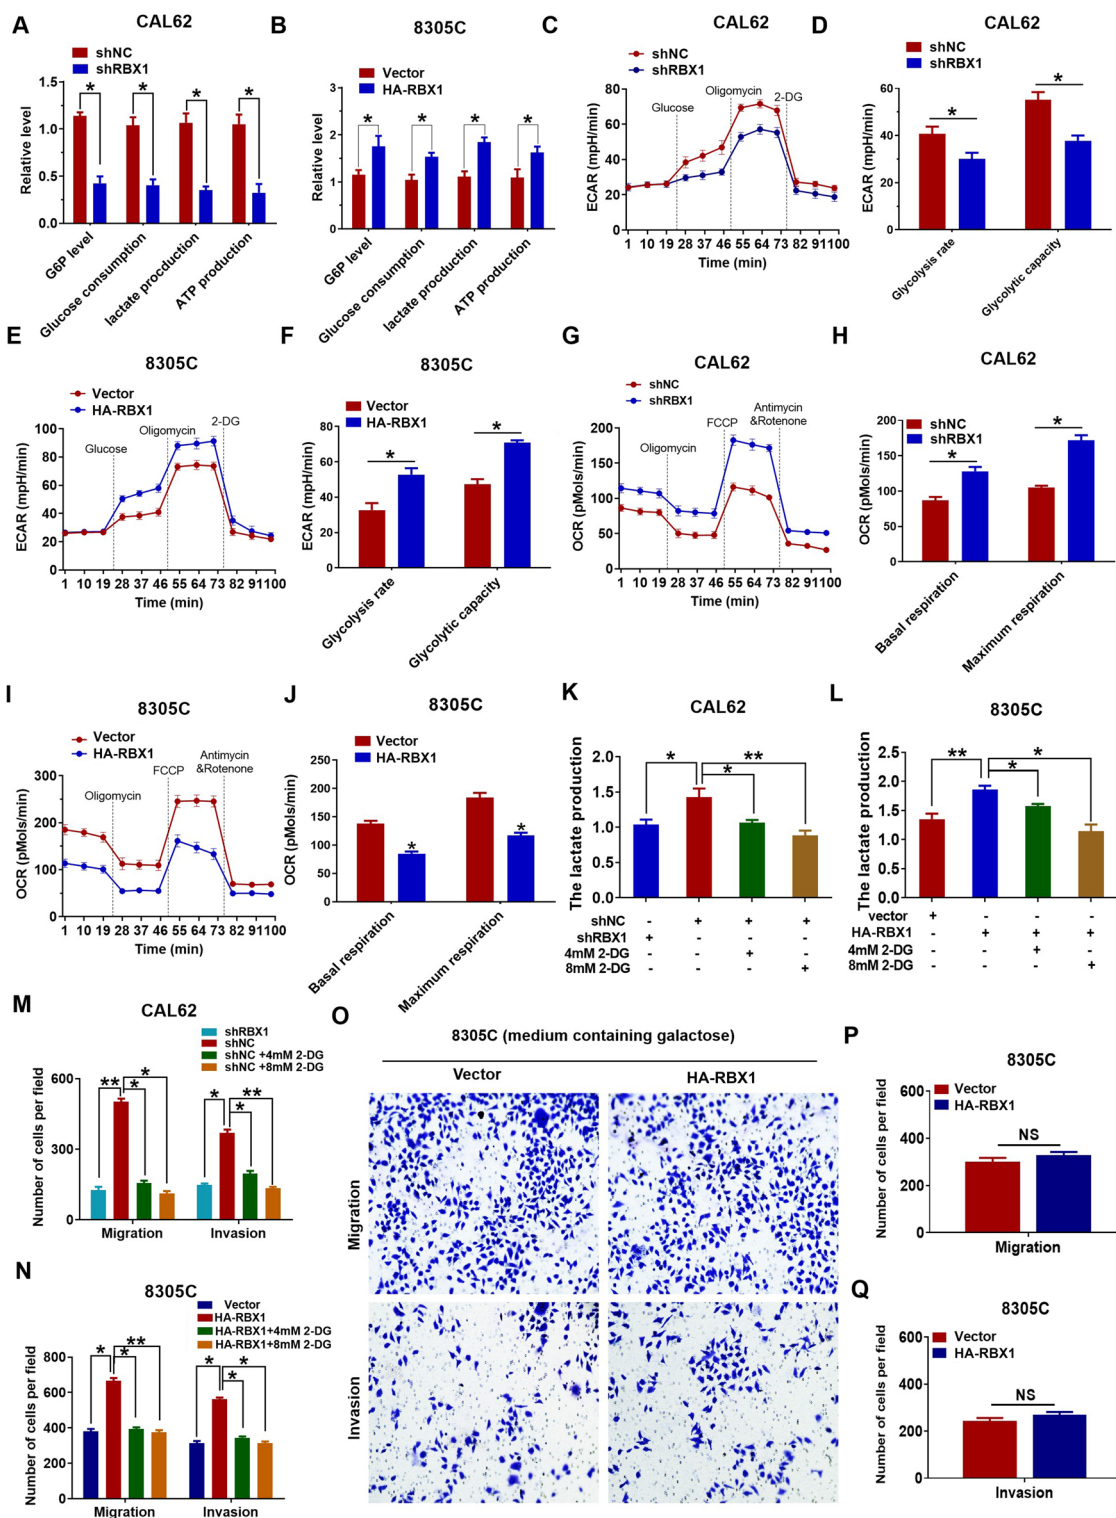 A
CAL62
shNC
shRBX1
Relative level
1.5
1.0
0.5
0.0
*
*
*
*
G6P level
Glucose consumption
lactate procduction
ATP production
B
8305C
Vector
HA-RBX1
Relative level
3
2
1
0
*
*
*
*
G6P level
Glucose consumption
lactate procduction
ATP production
C
CAL62
shNC
shRBX1
ECAR (mpH/min)
80
60
40
20
0
Glucose
Oligomycin
2-DG
1 10 19 28 37 46 55 64 73 82 91100
Time (min)
D
CAL62
shNC
shRBX1
ECAR (mpH/min)
80
60
40
20
0
*
*
Glycolysis rate
Glycolytic capacity
E
8305C
Vector
HA-RBX1
ECAR (mpH/min)
100
80
60
40
20
0
Glucose
Oligomycin
2-DG
1 10 19 28 37 46 55 64 73 82 91100
Time (min)
F
8305C
Vector
HA-RBX1
ECAR (mpH/min)
80
60
40
20
0
*
*
Glycolysis rate
Glycolytic capacity
G
CAL62
shNC
shRBX1
OCR (pMols/min)
200
150
100
50
0
Oligomycin
FCCP
Antimycin
&Rotenone
1 10 19 28 37 46 55 64 73 82 91100
Time (min)
H
CAL62
shNC
shRBX1
OCR (pMols/min)
200
150
100
50
0
*
*
Basal respiration
Maximum respiration
I
8305C
Vector
HA-RBX1
OCR (pMols/min)
300
200
150
100
50
0
Oligomycin
FCCP
Antimycin
&Rotenone
1 10 19 28 37 46 55 64 73 82 91 100
Time (min)
J
8305C
Vector
HA-RBX1
OCR (pMols/min)
250
200
150
100
50
0
*
*
Basal respiration
Maximum respiration
K
CAL62
The lactate production
2.0
1.5
1.0
0.5
0.0
*
**
*
shNC - + + +
shRBX1 + - - -
4mM 2-DG - - + -
8mM 2-DG - - - +
L
8305C
The lactate production
2.5
2.0
1.5
1.0
0.5
0.0
**
*
*
vector + - - -
HA-RBX1 - + + +
4mM 2-DG - - + -
8mM 2-DG - - - +
M
CAL62
shRBX1
shNC
shNC +4mM 2-DG
shNC +8mM 2-DG
Number of cells per field
600
300
0
**
*
*
*
**
*
Migration
Invasion
N
8305C
Vector
HA-RBX1
HA-RBX1+4mM 2-DG
HA-RBX1+8mM 2-DG
Number of cells per field
800
600
400
200
0
*
**
*
*
*
*
Migration
Invasion
O
8305C (medium containing galactose)
Vector
HA-RBX1
Migration
Invasion
P
8305C
Vector
HA-RBX1
Number of cells per field
600
400
200
0
NS
Migration
Q
8305C
Vector
HA-RBX1
Number of cells per field
600
400
200
0
NS
Invasion